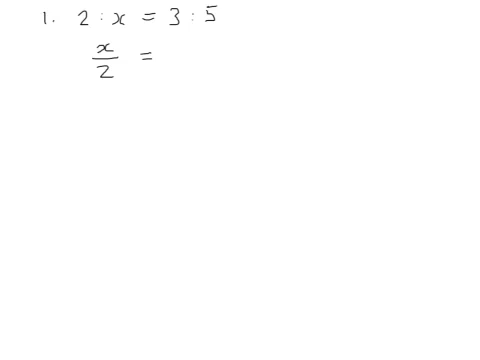 1. 2 : x = 3 : 5
x/2 =